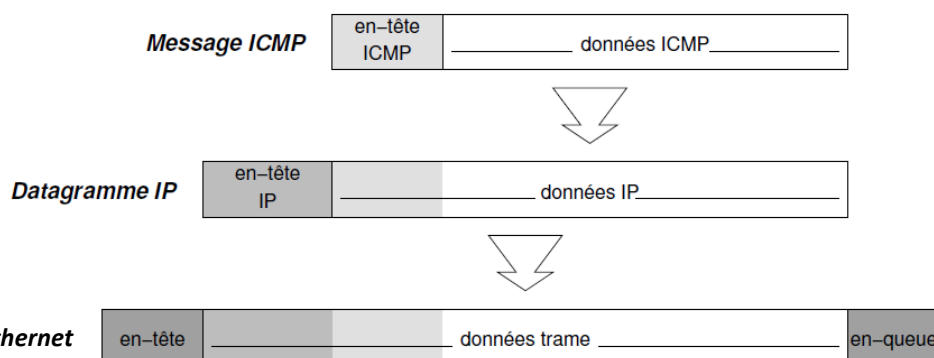 Message ICMP
en-tête
ICMP
données ICMP
Datagramme IP
en-tête
IP
données IP
hernet
en-tête
données trame
en-queue